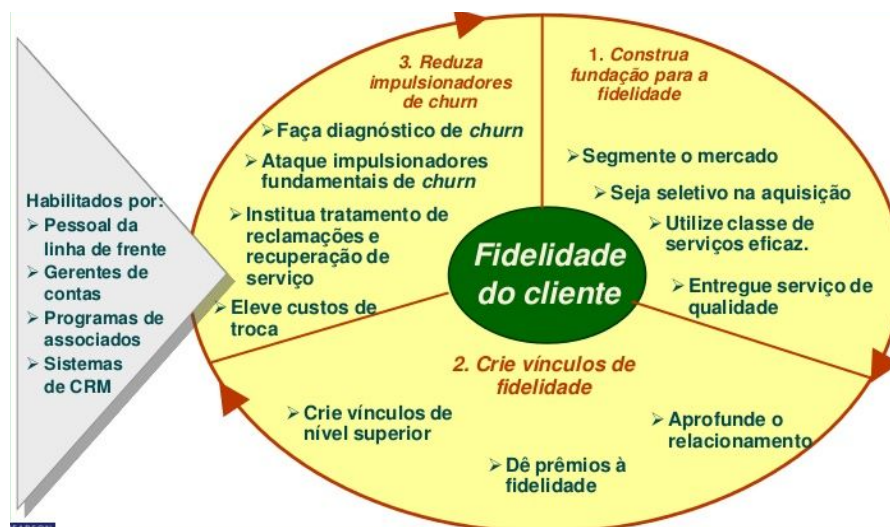 3. Reduza
impulsionadores
de churn
➢ Faça diagnóstico de churn
➢ Ataque impulsionadores
fundamentais de churn
➢ Institua tratamento de
reclamações e
recuperação de
serviço
➢ Eleve custos de
troca
1. Construa
fundação para a
fidelidade
➢ Segmente o mercado
➢ Seja seletivo na aquisição
➢ Utilize classe de
serviços eficaz.
➢ Entregue serviço de
qualidade
Fidelidade
do cliente
2. Crie vínculos de
fidelidade
➢ Crie vínculos de
nível superior
➢ Dê prêmios à
fidelidade
➢ Aprofunde o
relacionamento
Habilitados por:
➢ Pessoal da
linha de frente
➢ Gerentes de
contas
➢ Programas de
associados
➢ Sistemas
de CRM